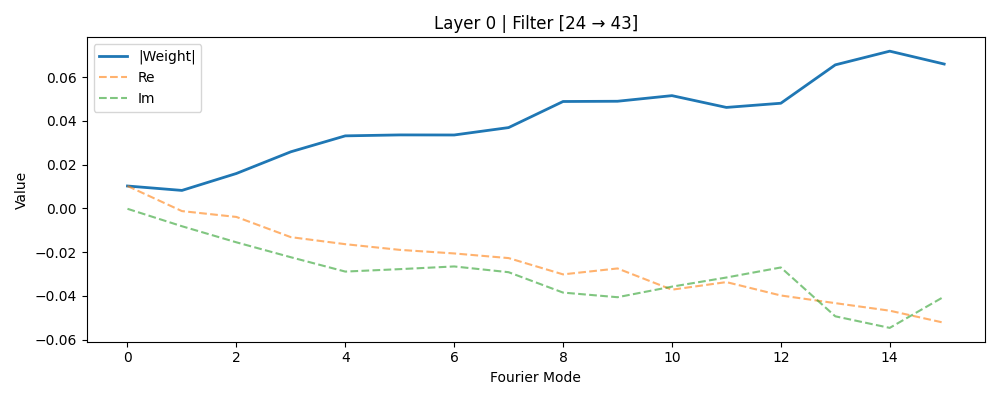 Layer 0 | Filter [24 → 43]
|Weight|
Re
Im
0.06
0.04
0.02
0.00
−0.02
−0.04
−0.06
Value
0 2 4 6 8 10 12 14
Fourier Mode